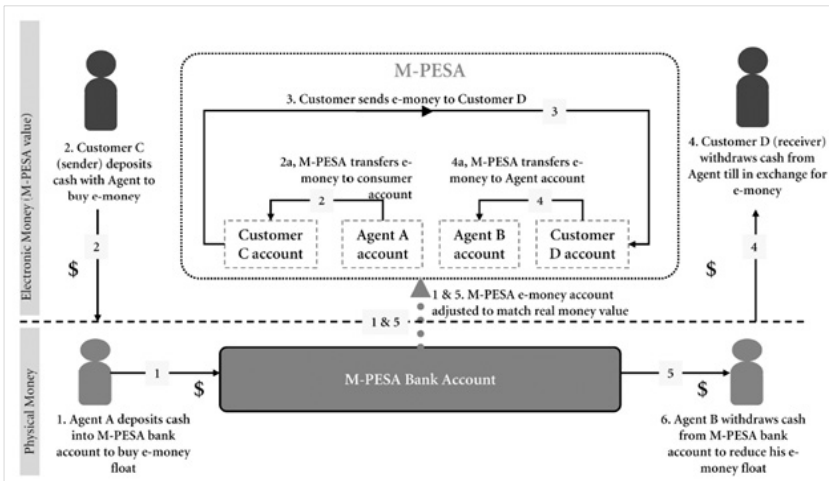 M-PESA
3. Customer sends e-money to Customer D
3
2. Customer C
(sender) deposits
cash with Agent to
buy e-money
2a, M-PESA transfers e-
money to consumer
account
4a, M-PESA transfers e-
money to Agent account
4. Customer D (receiver)
withdraws cash from
Agent till in exchange for
e-money
2
4
Customer
C account
Agent A
account
Agent B
account
Customer
D account
2
$
$
4
1 & 5. M-PESA e-money account
adjusted to match real money value
1 & 5
Electronic Money (M-PESA value)
Physical Money
1
$
M-PESA Bank Account
5
$
1. Agent A deposits cash
into M-PESA bank
account to buy e-money
float
6. Agent B withdraws cash
from M-PESA bank
account to reduce his e-
money float